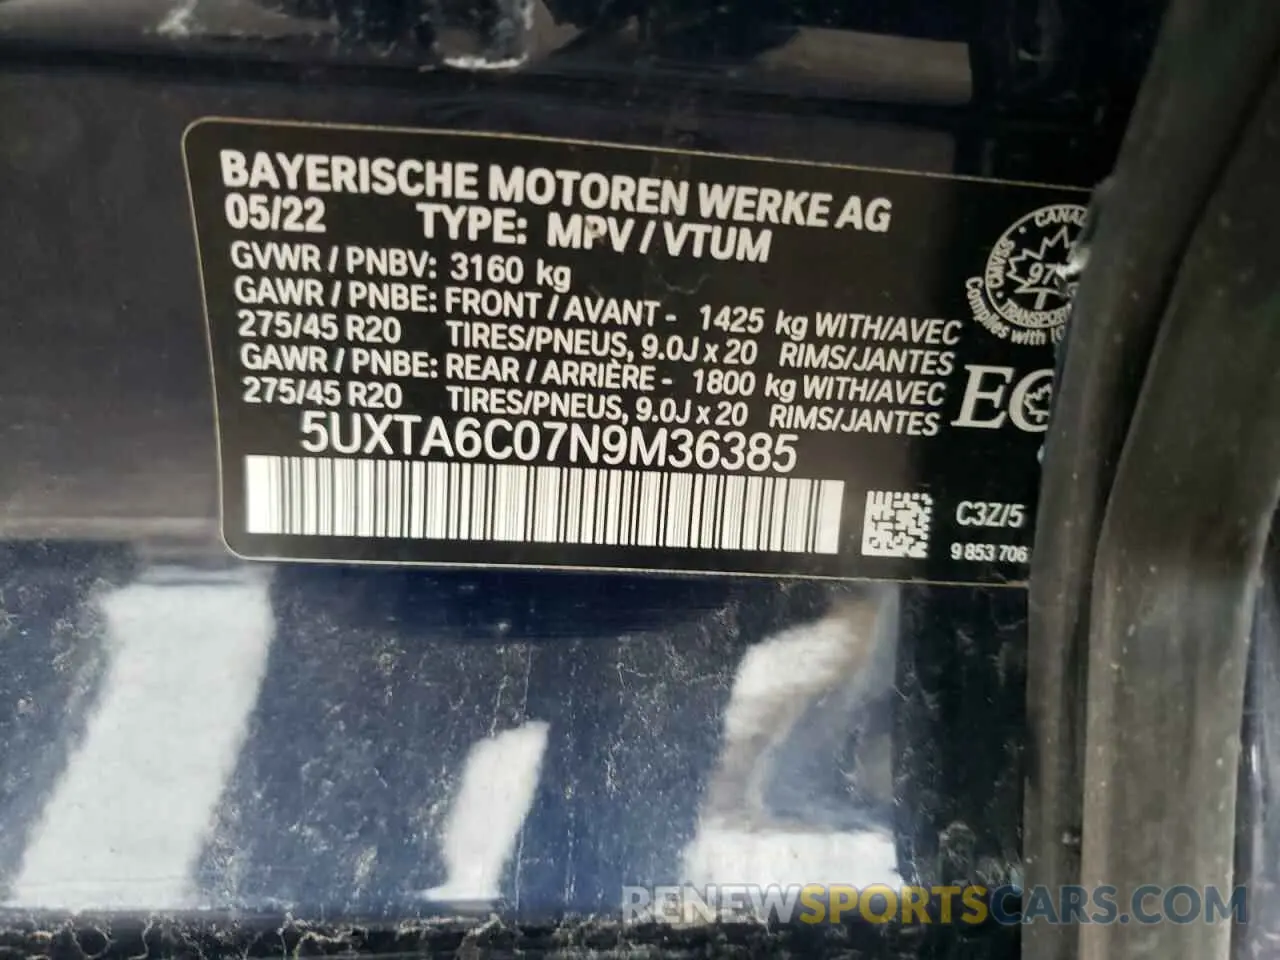 BAYERISCHE MOTOREN WERKE AG
05/22 TYPE: MPV / VTUM
GVWR / PNBV: 3160 kg
GAWR / PNBE: FRONT / AVANT - 1425 kg WITH/AVEC
275/45 R20 TIRES/PNEUS, 9.0J x 20 RIMS/JANTES
GAWR / PNBE: REAR / ARRIÈRE - 1800 kg WITH/AVEC
275/45 R20 TIRES/PNEUS, 9.0J x 20 RIMS/JANTES
5UXTA6C07N9M36385
CMVSS
Complies with
C3Z/5
9 853 706
RENEWSPORTSCARS.COM